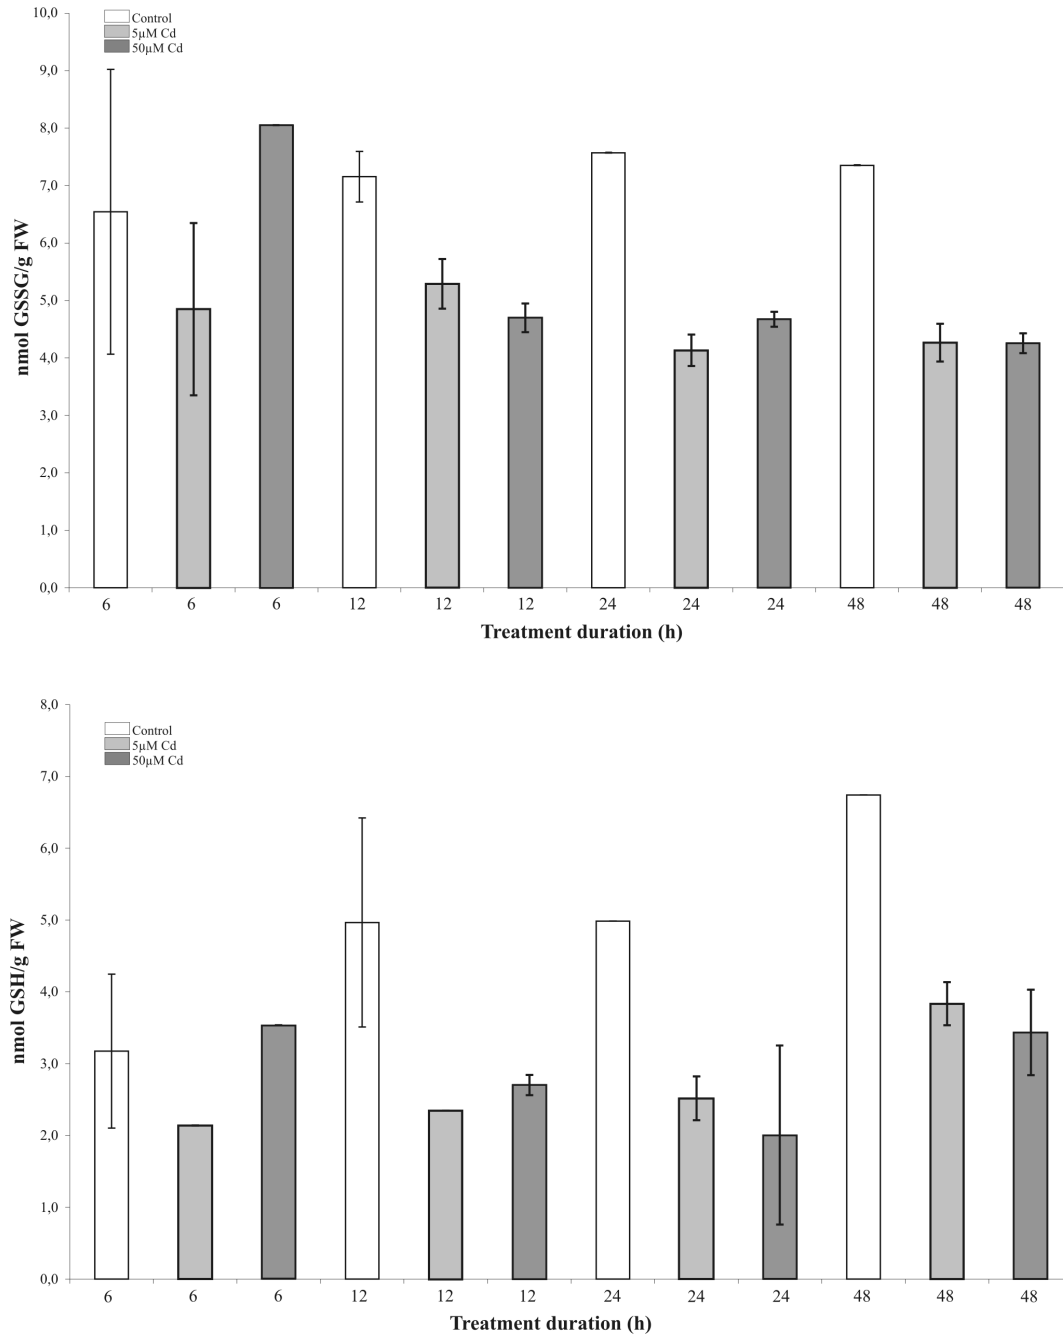 10,0
Control
5µM Cd
50µM Cd
9,0
8,0
7,0
6,0
5,0
4,0
3,0
2,0
1,0
0,0
nmol GSSG/g FW
6 6 6 12 12 12 24 24 24 48 48 48
Treatment duration (h)
8,0
Control
5µM Cd
50µM Cd
7,0
6,0
5,0
4,0
3,0
2,0
1,0
0,0
nmol GSH/g FW
6 6 6 12 12 12 24 24 24 48 48 48
Treatment duration (h)